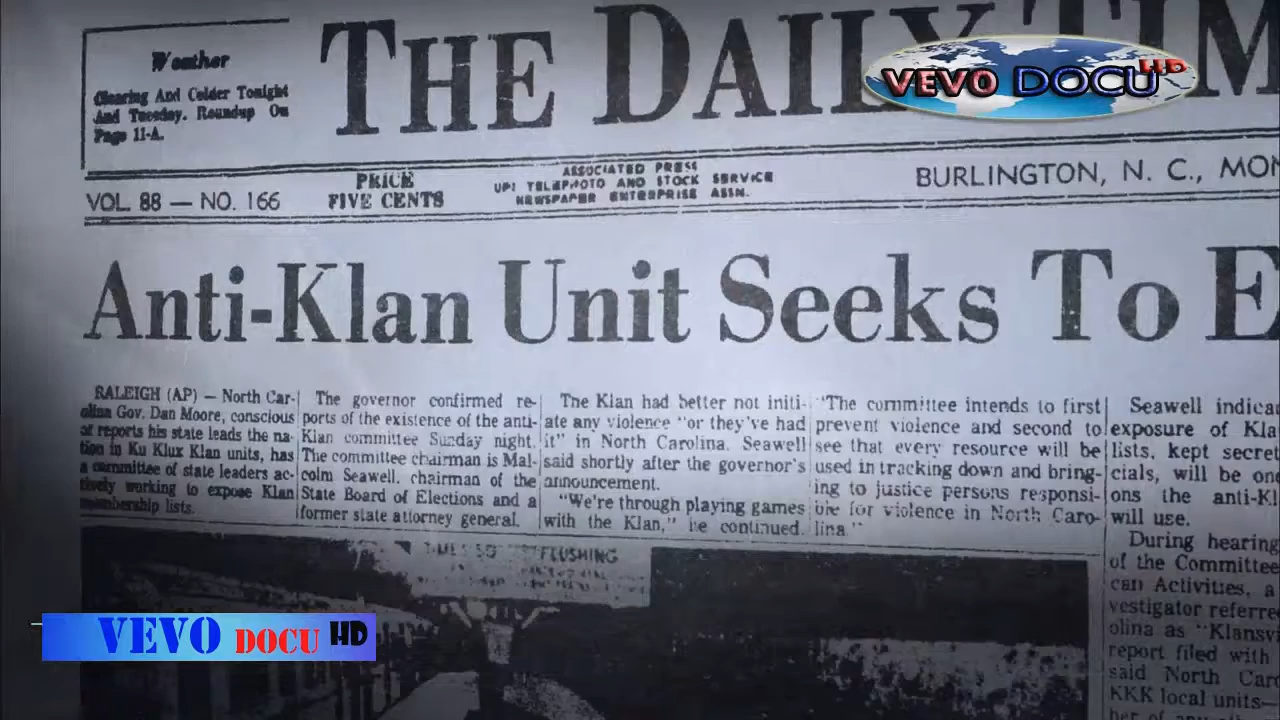 Weather
Clearing And Colder Tonight
And Tuesday. Roundup On
Page 11-A.
THE DAILY TIM
VEVO DOCU HD
VOL. 88 — NO. 166
PRICE
FIVE CENTS
ASSOCIATED PRESS
UPI TELEPHOTO AND STOCK SERVICE
NEWSPAPER ENTERPRISE ASSN.
BURLINGTON, N. C., MON
Anti-Klan Unit Seeks To E
RALEIGH (AP) — North Car-
olina Gov. Dan Moore, conscious
of reports his state leads the na-
tion in Ku Klux Klan units, has
a committee of state leaders ac-
tively working to expose Klan
membership lists.
The governor confirmed re-
ports of the existence of the anti-
Klan committee Sunday night.
The committee chairman is Mal-
colm Seawell, chairman of the
State Board of Elections and a
former state attorney general.
The Klan had better not initi-
ate any violence "or they've had
it" in North Carolina, Seawell
said shortly after the governor's
announcement.
"We're through playing games
with the Klan," he continued.
"The committee intends to first
prevent violence and second to
see that every resource will be
used in tracking down and bring-
ing to justice persons responsi-
ble for violence in North Caro-
lina."
Seawell indica
exposure of Kla
lists, kept secret
cials, will be one
ons the anti-Kl
will use.
During hearing
of the Committee
can Activities, a
vestigator referre
olina as "Klansv
report filed with
said North Car
KKK local units—
FLUSHING
VEVO DOCU HD